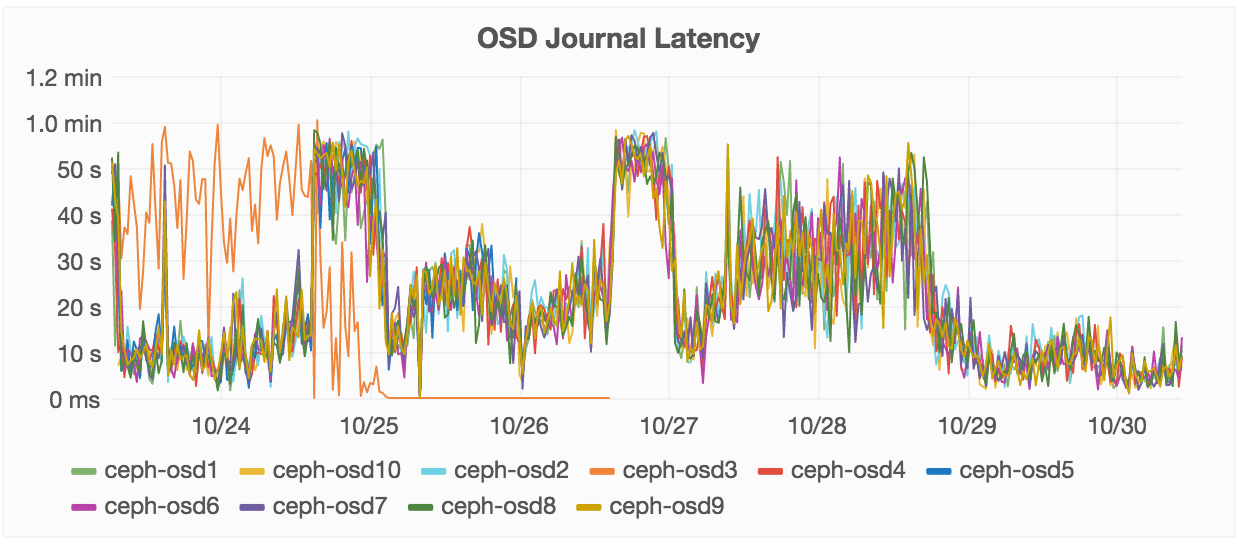 OSD Journal Latency
1.2 min
1.0 min
50 s
40 s
30 s
20 s
10 s
0 ms
10/24 10/25 10/26 10/27 10/28 10/29 10/30
ceph-osd1 ceph-osd10 ceph-osd2 ceph-osd3 ceph-osd4 ceph-osd5
ceph-osd6 ceph-osd7 ceph-osd8 ceph-osd9